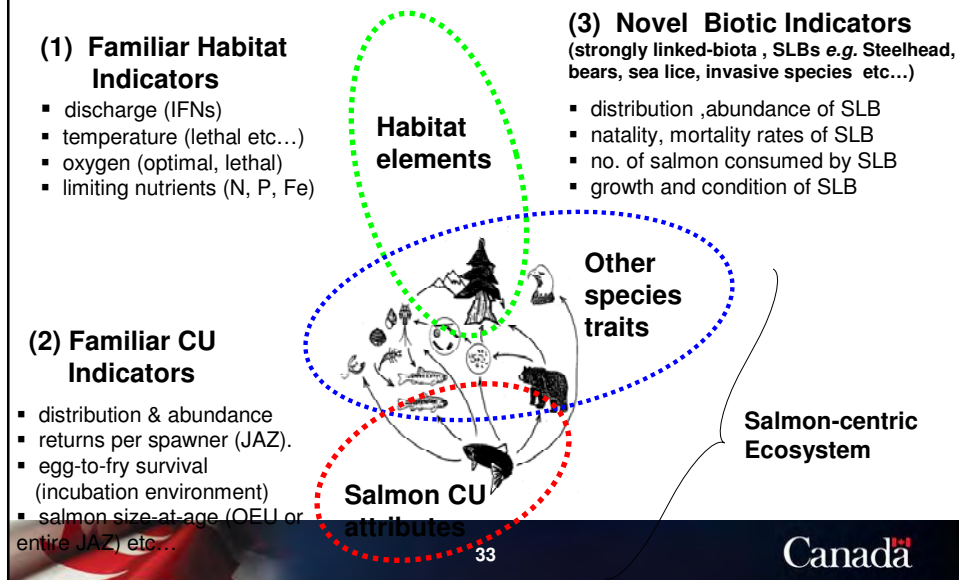 (1) Familiar Habitat
Indicators
▪ discharge (IFNs)
▪ temperature (lethal etc…)
▪ oxygen (optimal, lethal)
▪ limiting nutrients (N, P, Fe)
(3) Novel Biotic Indicators
(strongly linked-biota , SLBs e.g. Steelhead,
bears, sea lice, invasive species etc…)
▪ distribution ,abundance of SLB
▪ natality, mortality rates of SLB
▪ no. of salmon consumed by SLB
▪ growth and condition of SLB
Habitat
elements
Other
species
traits
(2) Familiar CU
Indicators
▪ distribution & abundance
▪ returns per spawner (JAZ).
▪ egg-to-fry survival
(incubation environment)
▪ salmon size-at-age (OEU or
entire JAZ) etc…
Salmon CU
attributes
Salmon-centric
Ecosystem
33
Canada